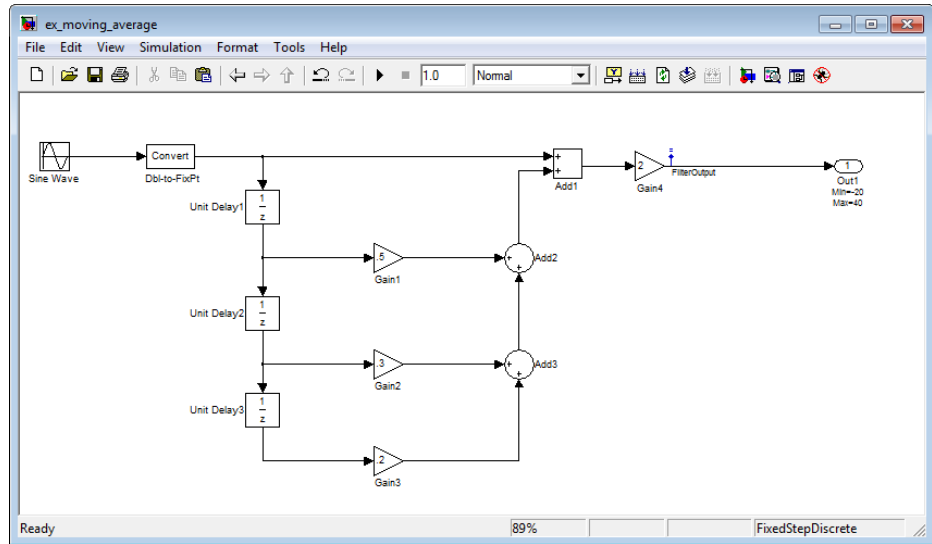 ex_moving_average
File Edit View Simulation Format Tools Help
1.0 Normal
Sine Wave
Convert
Dbl-to-FixPt
+
+
Add1
2
Gain4
FilterOutput
1
Out1
Min=-20
Max=40
Unit Delay1
1
z
.5
Gain1
+
+
Add2
Unit Delay2
1
z
.3
Gain2
+
+
Add3
Unit Delay3
1
z
.2
Gain3
Ready 89% FixedStepDiscrete